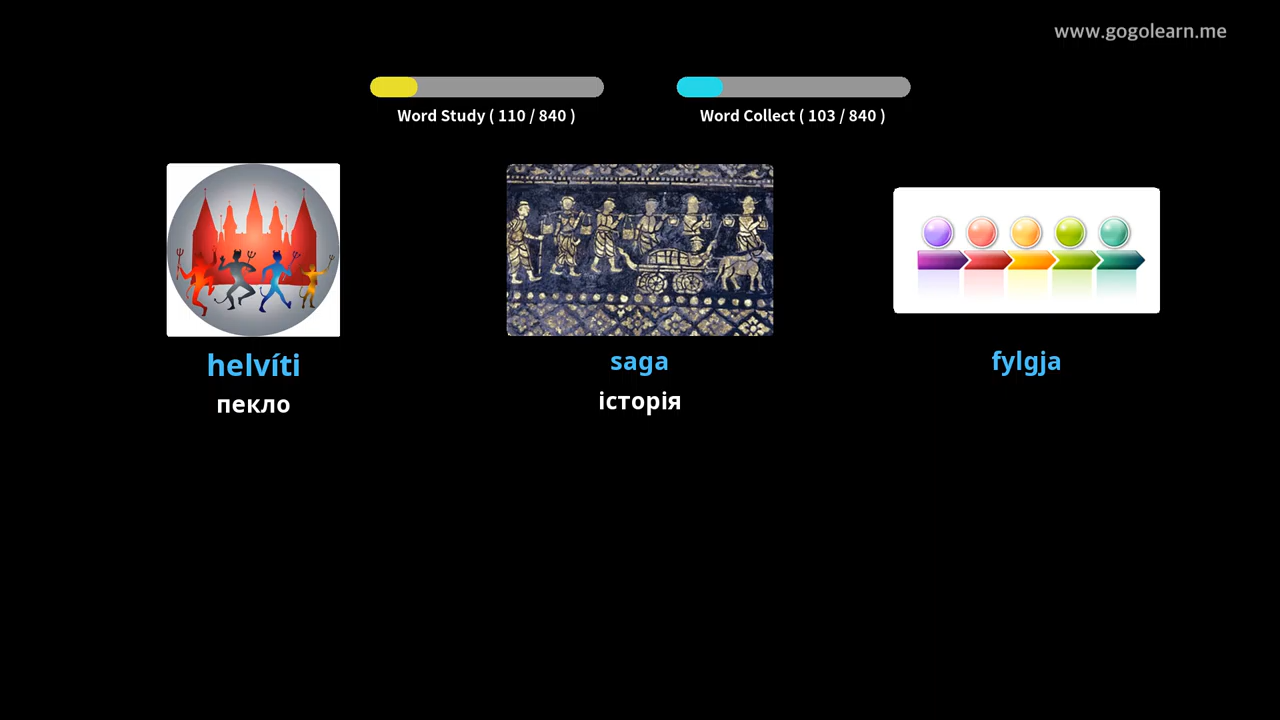 www.gogolearn.me
Word Study ( 110 / 840 )
Word Collect ( 103 / 840 )
helvíti
saga
fylgja
пекло
історія